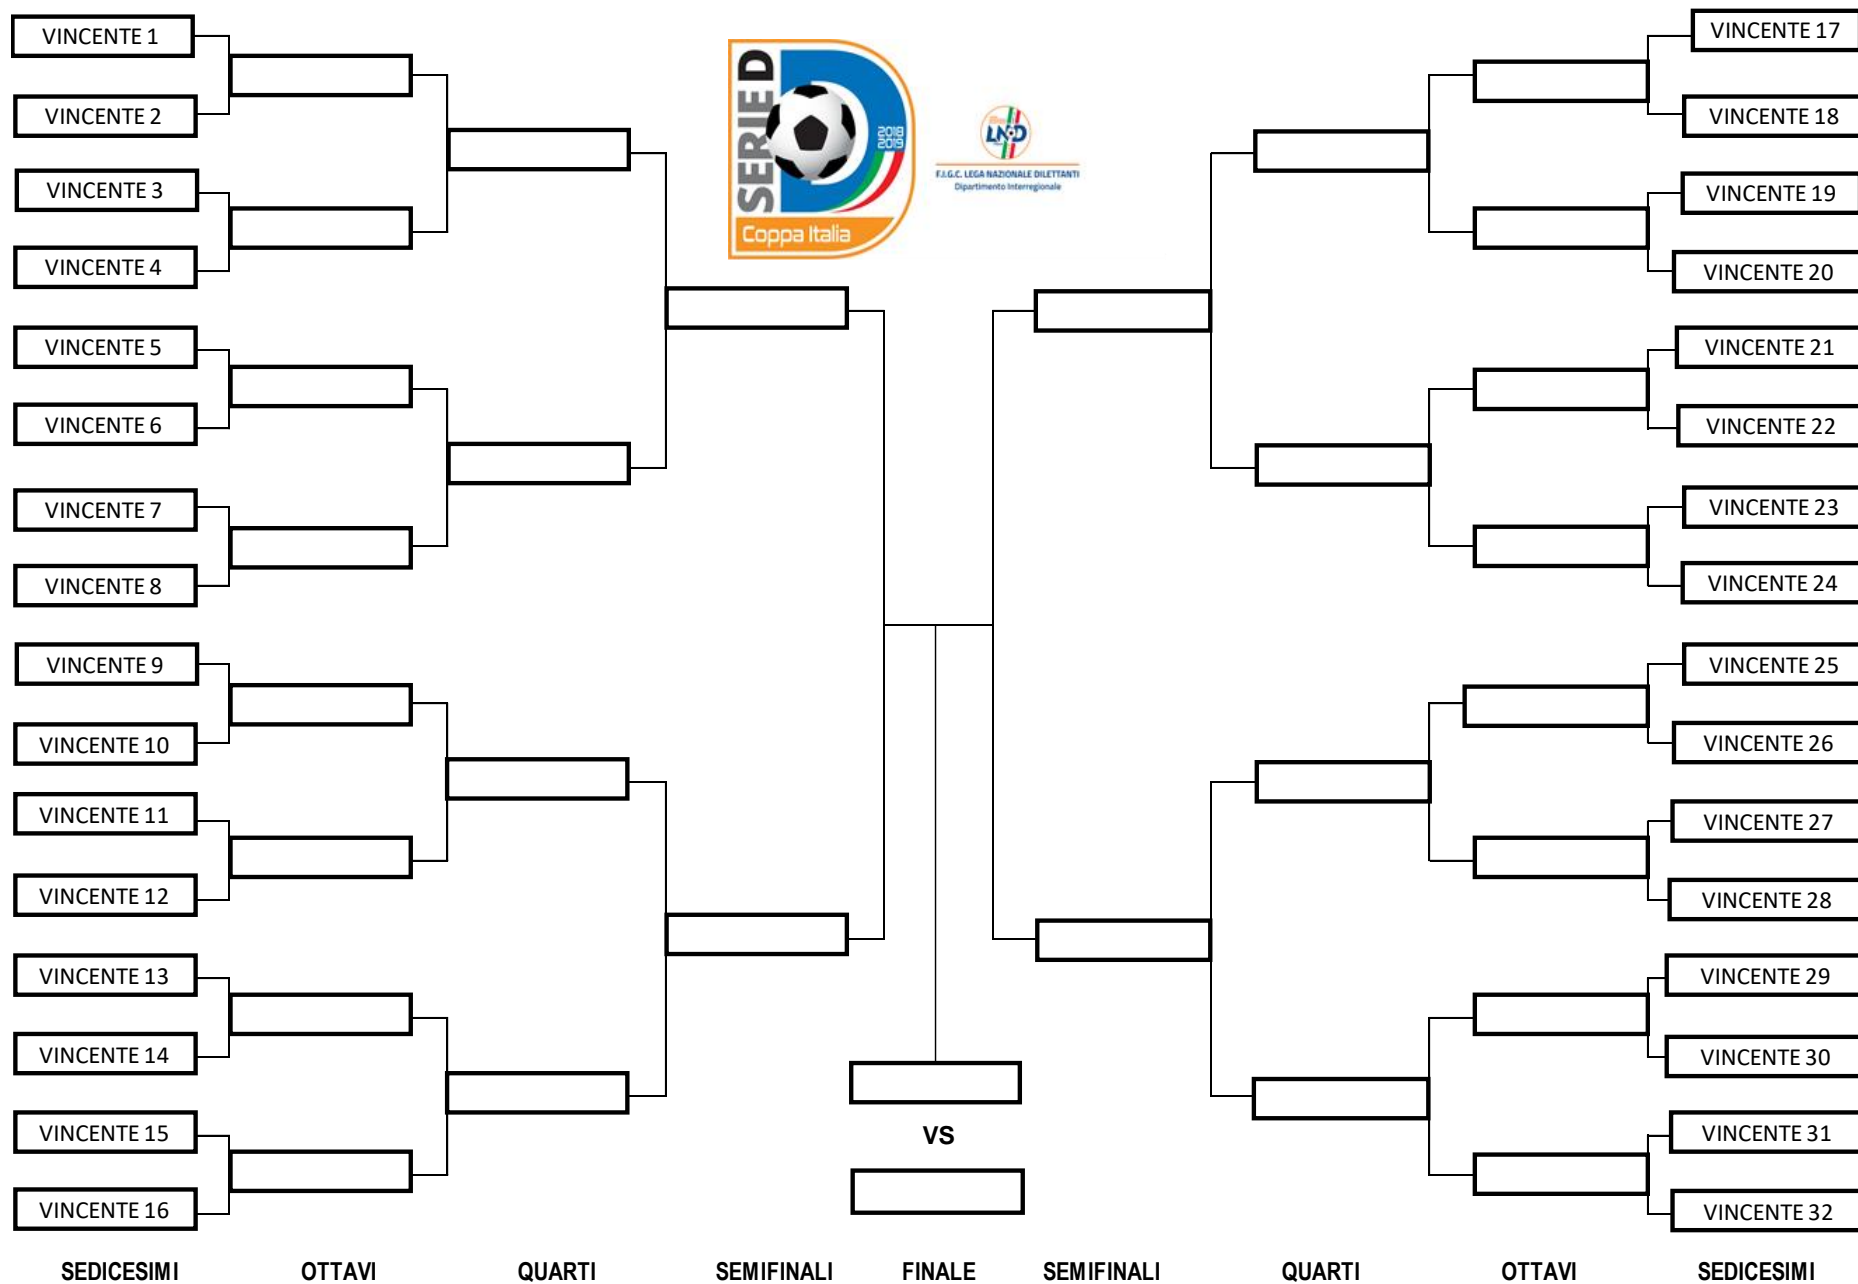 VINCENTE 1
VINCENTE 2
VINCENTE 3
VINCENTE 4
VINCENTE 5
VINCENTE 6
VINCENTE 7
VINCENTE 8
VINCENTE 9
VINCENTE 10
VINCENTE 11
VINCENTE 12
VINCENTE 13
VINCENTE 14
VINCENTE 15
VINCENTE 16
SERIE D
2018
2019
Coppa Italia
LND
F.I.G.C. LEGA NAZIONALE DILETTANTI
Dipartimento Interregionale
VS
VINCENTE 17
VINCENTE 18
VINCENTE 19
VINCENTE 20
VINCENTE 21
VINCENTE 22
VINCENTE 23
VINCENTE 24
VINCENTE 25
VINCENTE 26
VINCENTE 27
VINCENTE 28
VINCENTE 29
VINCENTE 30
VINCENTE 31
VINCENTE 32
SEDICESIMI OTTAVI QUARTI SEMIFINALI FINALE SEMIFINALI QUARTI OTTAVI SEDICESIMI